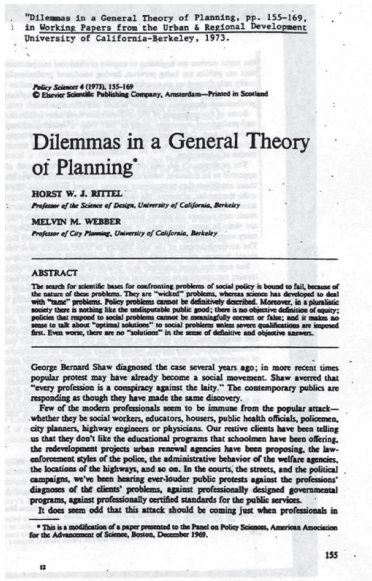 "Dilemmas in a General Theory of Planning, pp. 155-169,
in Working Papers from the Urban & Regional Development
University of California-Berkeley, 1973.
Policy Sciences 4 (1973), 155-169
© Elsevier Scientific Publishing Company, Amsterdam—Printed in Scotland
Dilemmas in a General Theory
of Planning*
HORST W. J. RITTEL
Professor of the Science of Design, University of California, Berkeley
MELVIN M. WEBBER
Professor of City Planning, University of California, Berkeley
ABSTRACT
The search for scientific bases for confronting problems of social policy is bound to fail, because of
the nature of these problems. They are "wicked" problems, whereas science has developed to deal
with "tame" problems. Policy problems cannot be definitively described. Moreover, in a pluralistic
society there is nothing like the undisputable public good; there is no objective definition of equity;
policies that respond to social problems cannot be meaningfully correct or false; and it makes no
sense to talk about "optimal solutions" to social problems unless severe qualifications are imposed
first. Even worse, there are no "solutions" in the sense of definitive and objective answers.
George Bernard Shaw diagnosed the case several years ago; in more recent times
popular protest may have already become a social movement. Shaw averred that
"every profession is a conspiracy against the laity." The contemporary publics are
responding as though they have made the same discovery.
Few of the modern professionals seem to be immune from the popular attack—
whether they be social workers, educators, housers, public health officials, policemen,
city planners, highway engineers or physicians. Our restive clients have been telling
us that they don't like the educational programs that schoolmen have been offering,
the redevelopment projects urban renewal agencies have been proposing, the law-
enforcement styles of the police, the administrative behavior of the welfare agencies,
the locations of the highways, and so on. In the courts, the streets, and the political
campaigns, we've been hearing ever-louder public protests against the professions'
diagnoses of the clients' problems, against professionally designed governmental
programs, against professionally certified standards for the public services.
It does seem odd that this attack should be coming just when professionals in
* This is a modification of a paper presented to the Panel on Policy Sciences, American Association
for the Advancement of Science, Boston, December 1969.
155
12